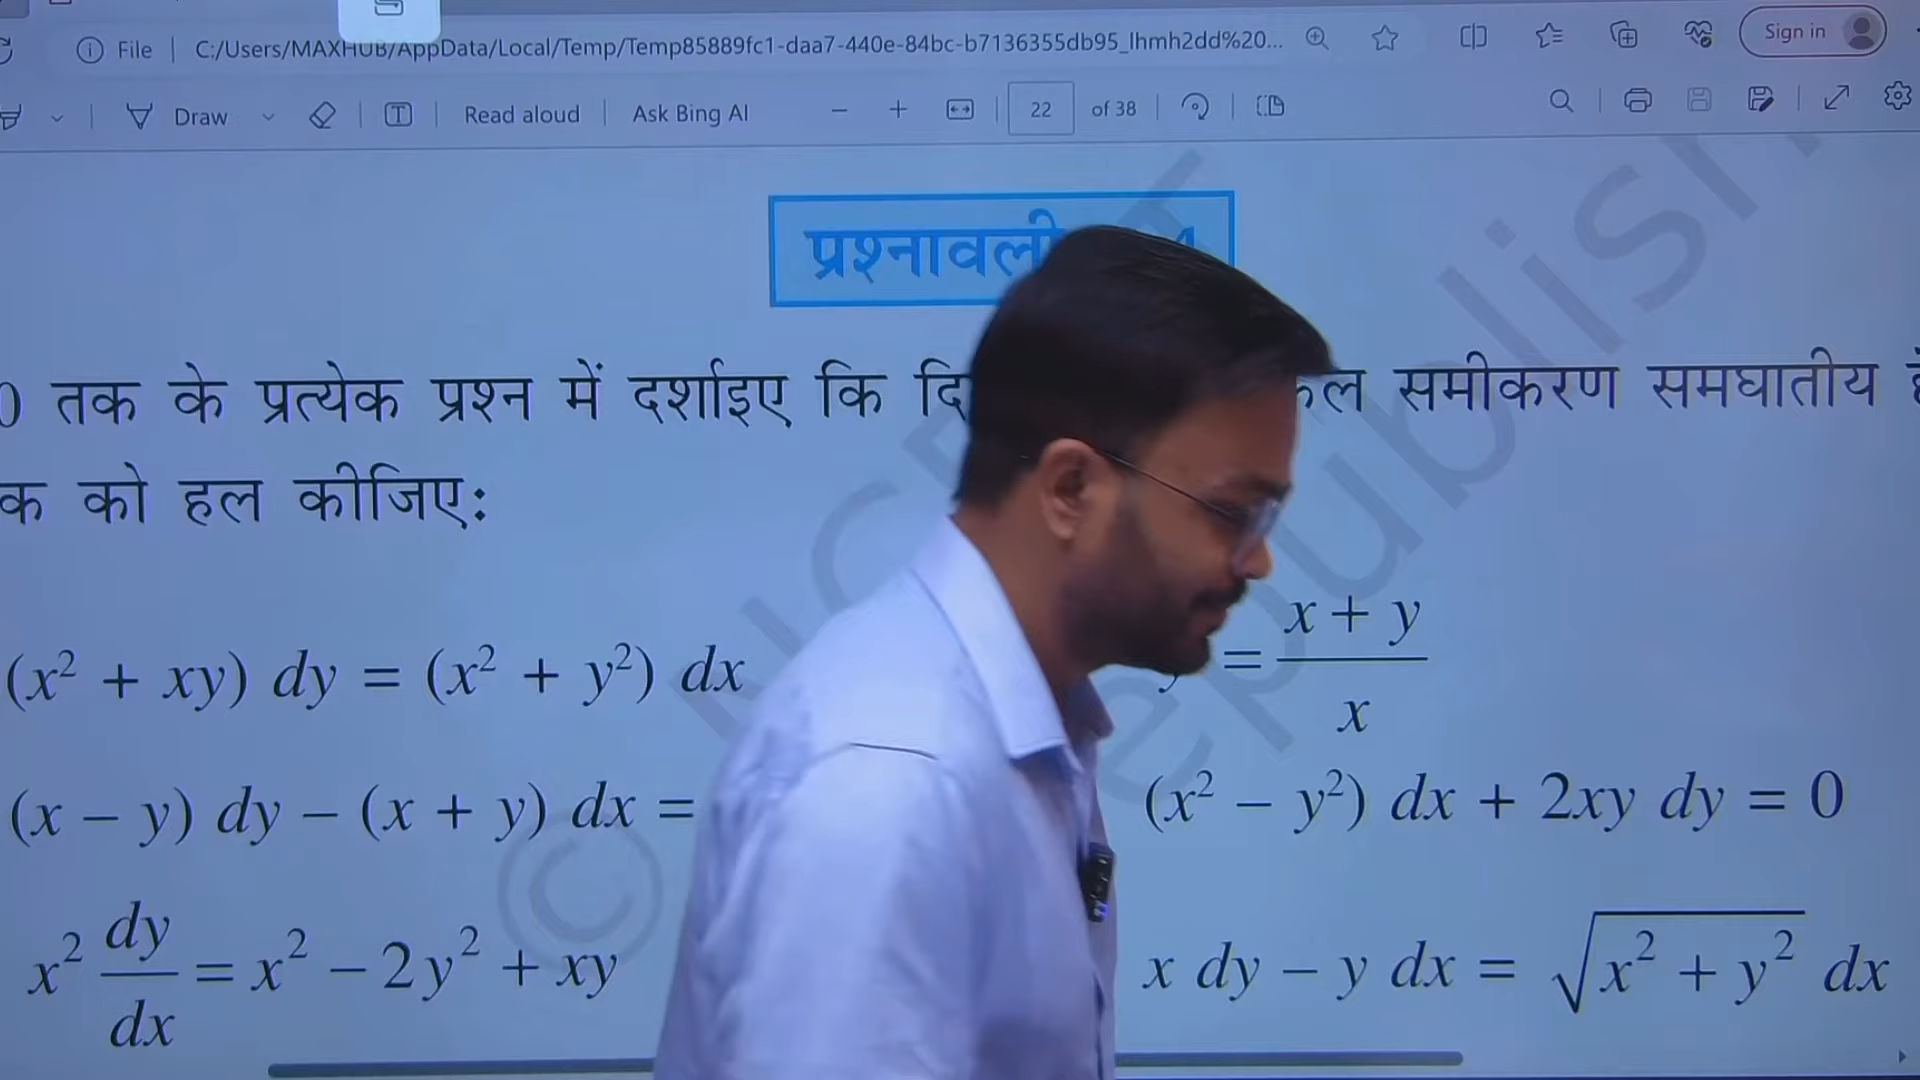 File | C:/Users/MAXHUB/AppData/Local/Temp/Temp85889fc1-daa7-440e-84bc-b7136355db95_lhmh2dd%20... Sign in
Draw Read aloud Ask Bing AI 22 of 38
प्रश्नावली
0 तक के प्रत्येक प्रश्न में दर्शाइए कि समीकरण समघातीय
को हल कीजिए:
(x² + xy) dy = (x² + y²) dx
= x + y / x
(x – y) dy – (x + y) dx =
(x² – y²) dx + 2xy dy = 0
x² dy/dx = x² – 2y² + xy
x dy – y dx = √(x² + y²) dx
©